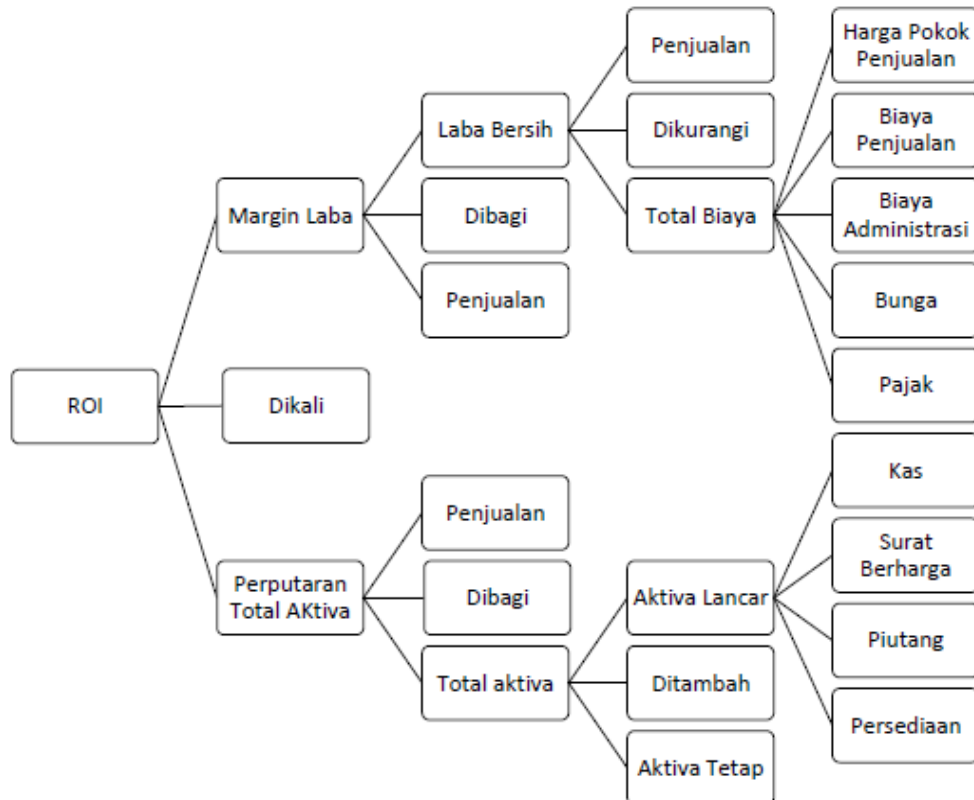 Penjualan
Harga Pokok
Penjualan
Laba Bersih
Dikurangi
Biaya
Penjualan
Margin Laba
Dibagi
Total Biaya
Biaya
Administrasi
Penjualan
Bunga
ROI
Dikali
Pajak
Kas
Penjualan
Surat
Berharga
Perputaran
Total AKtiva
Dibagi
Aktiva Lancar
Piutang
Total aktiva
Ditambah
Persediaan
Aktiva Tetap